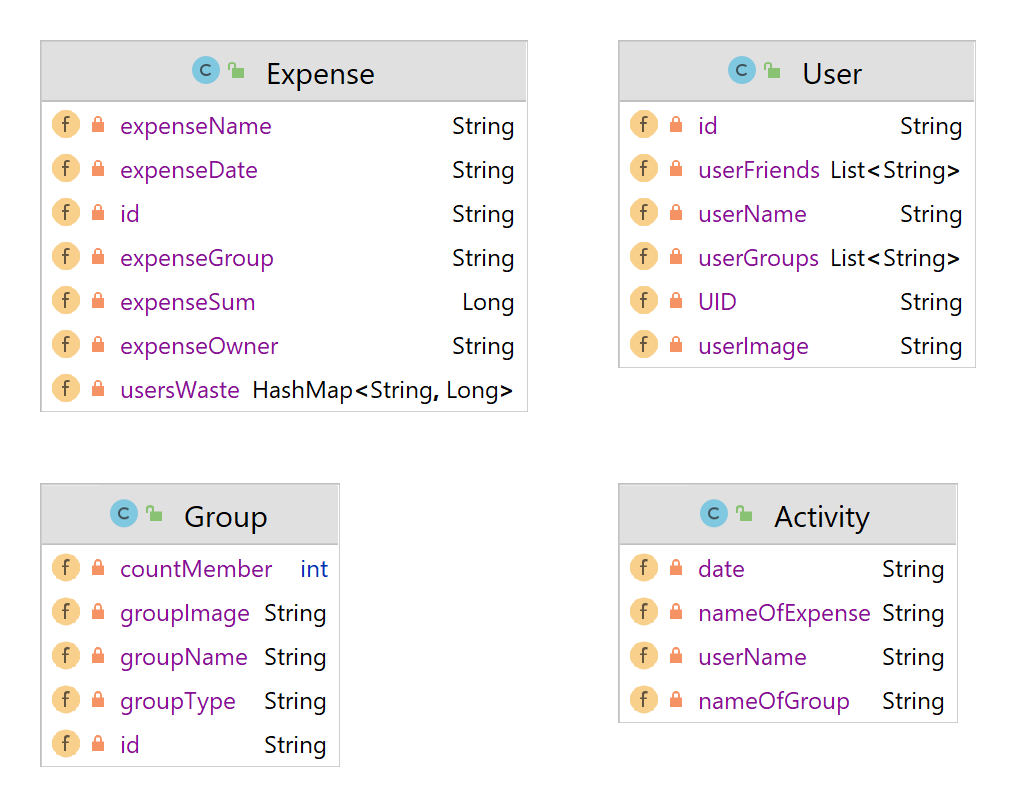 C Expense
f expenseName String
f expenseDate String
f id String
f expenseGroup String
f expenseSum Long
f expenseOwner String
f usersWaste HashMap<String, Long>
C User
f id String
f userFriends List<String>
f userName String
f userGroups List<String>
f UID String
f userImage String
C Group
f countMember int
f groupImage String
f groupName String
f groupType String
f id String
C Activity
f date String
f nameOfExpense String
f userName String
f nameOfGroup String